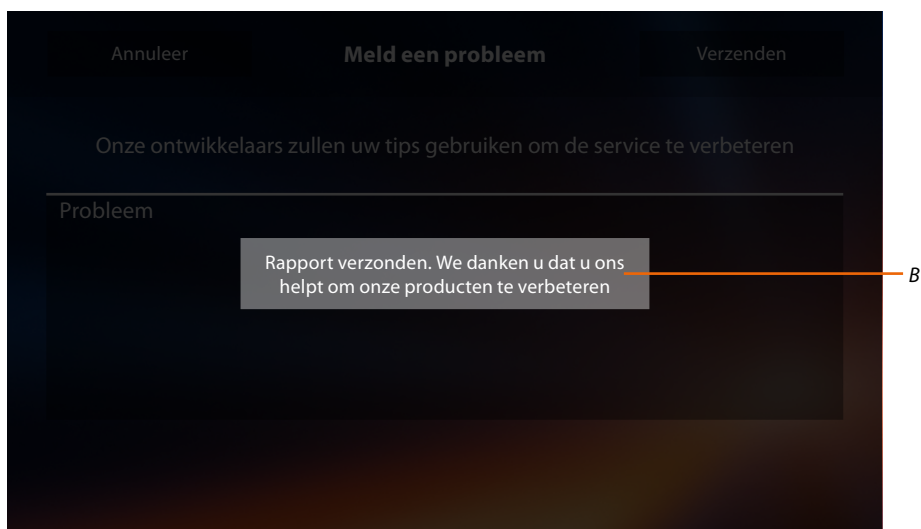 Annuleer
Meld een probleem
Verzenden
Onze ontwikkelaars zullen uw tips gebruiken om de service te verbeteren
Probleem
Rapport verzonden. We danken u dat u ons
helpt om onze producten te verbeteren
B